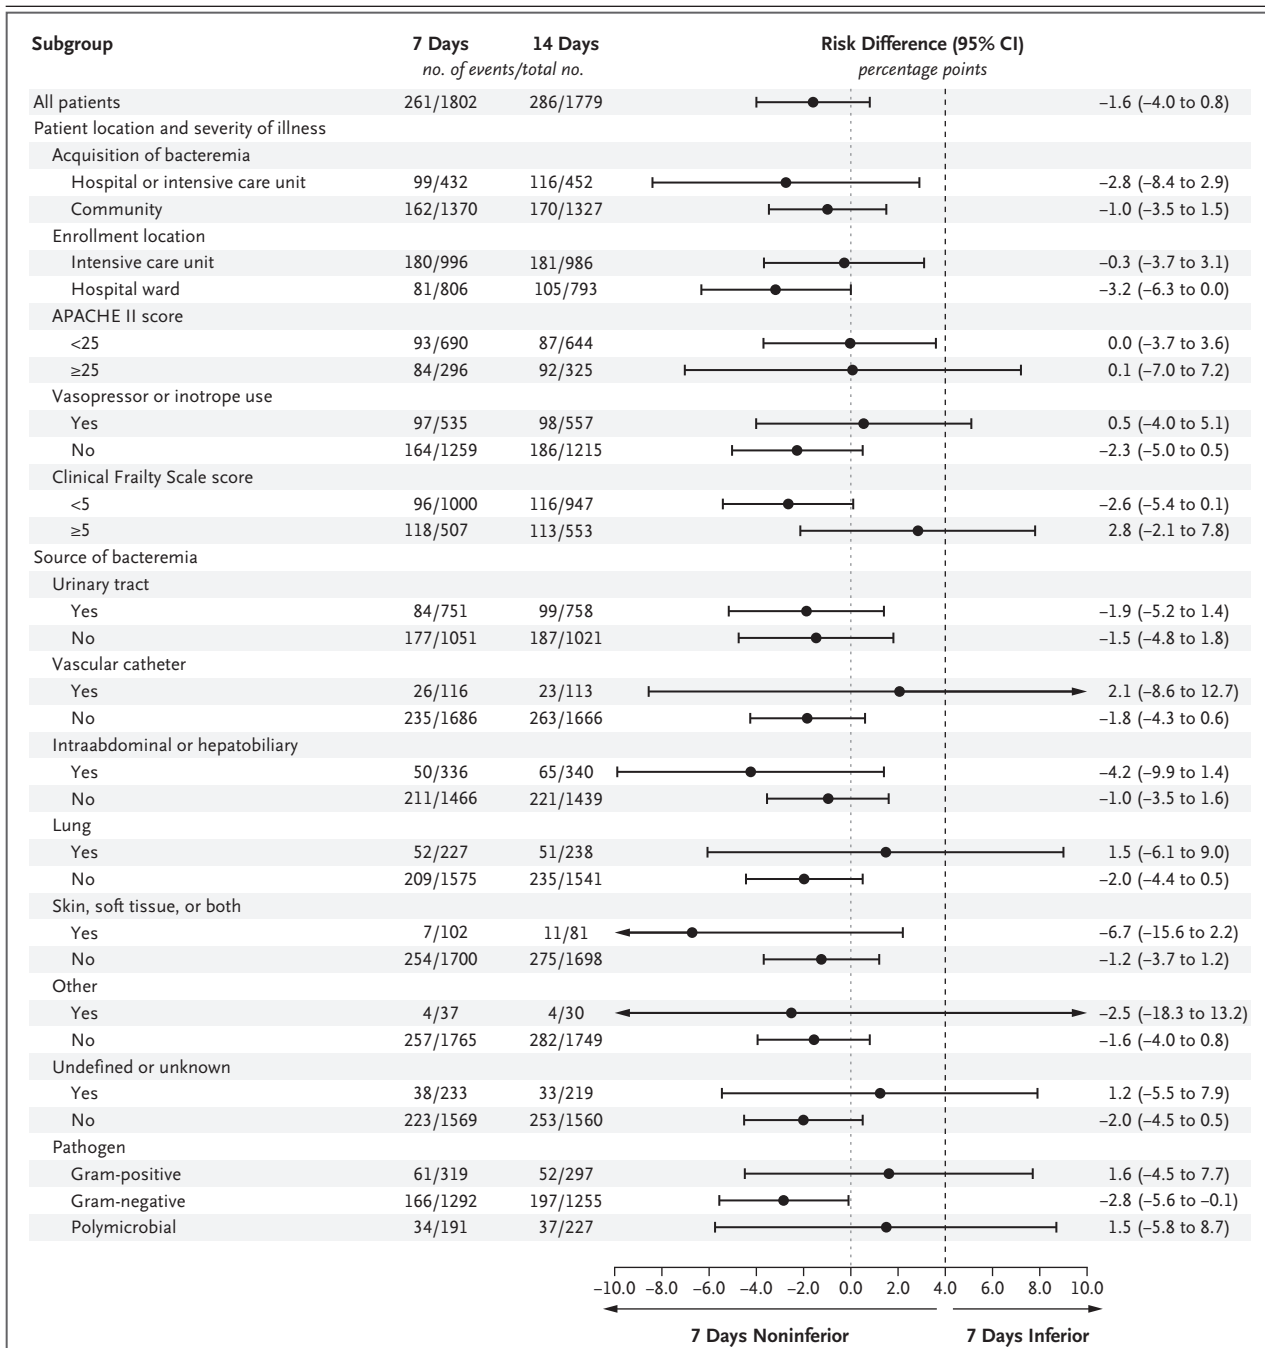 Subgroup 7 Days 14 Days Risk Difference (95% CI)
no. of events/total no. percentage points
All patients 261/1802 286/1779 –1.6 (–4.0 to 0.8)
Patient location and severity of illness
Acquisition of bacteremia
Hospital or intensive care unit 99/432 116/452 –2.8 (–8.4 to 2.9)
Community 162/1370 170/1327 –1.0 (–3.5 to 1.5)
Enrollment location
Intensive care unit 180/996 181/986 –0.3 (–3.7 to 3.1)
Hospital ward 81/806 105/793 –3.2 (–6.3 to 0.0)
APACHE II score
<25 93/690 87/644 0.0 (–3.7 to 3.6)
≥25 84/296 92/325 0.1 (–7.0 to 7.2)
Vasopressor or inotrope use
Yes 97/535 98/557 0.5 (–4.0 to 5.1)
No 164/1259 186/1215 –2.3 (–5.0 to 0.5)
Clinical Frailty Scale score
<5 96/1000 116/947 –2.6 (–5.4 to 0.1)
≥5 118/507 113/553 2.8 (–2.1 to 7.8)
Source of bacteremia
Urinary tract
Yes 84/751 99/758 –1.9 (–5.2 to 1.4)
No 177/1051 187/1021 –1.5 (–4.8 to 1.8)
Vascular catheter
Yes 26/116 23/113 2.1 (–8.6 to 12.7)
No 235/1686 263/1666 –1.8 (–4.3 to 0.6)
Intraabdominal or hepatobiliary
Yes 50/336 65/340 –4.2 (–9.9 to 1.4)
No 211/1466 221/1439 –1.0 (–3.5 to 1.6)
Lung
Yes 52/227 51/238 1.5 (–6.1 to 9.0)
No 209/1575 235/1541 –2.0 (–4.4 to 0.5)
Skin, soft tissue, or both
Yes 7/102 11/81 –6.7 (–15.6 to 2.2)
No 254/1700 275/1698 –1.2 (–3.7 to 1.2)
Other
Yes 4/37 4/30 –2.5 (–18.3 to 13.2)
No 257/1765 282/1749 –1.6 (–4.0 to 0.8)
Undefined or unknown
Yes 38/233 33/219 1.2 (–5.5 to 7.9)
No 223/1569 253/1560 –2.0 (–4.5 to 0.5)
Pathogen
Gram-positive 61/319 52/297 1.6 (–4.5 to 7.7)
Gram-negative 166/1292 197/1255 –2.8 (–5.6 to –0.1)
Polymicrobial 34/191 37/227 1.5 (–5.8 to 8.7)
–10.0 –8.0 –6.0 –4.0 –2.0 0.0 2.0 4.0 6.0 8.0 10.0
7 Days Noninferior 7 Days Inferior